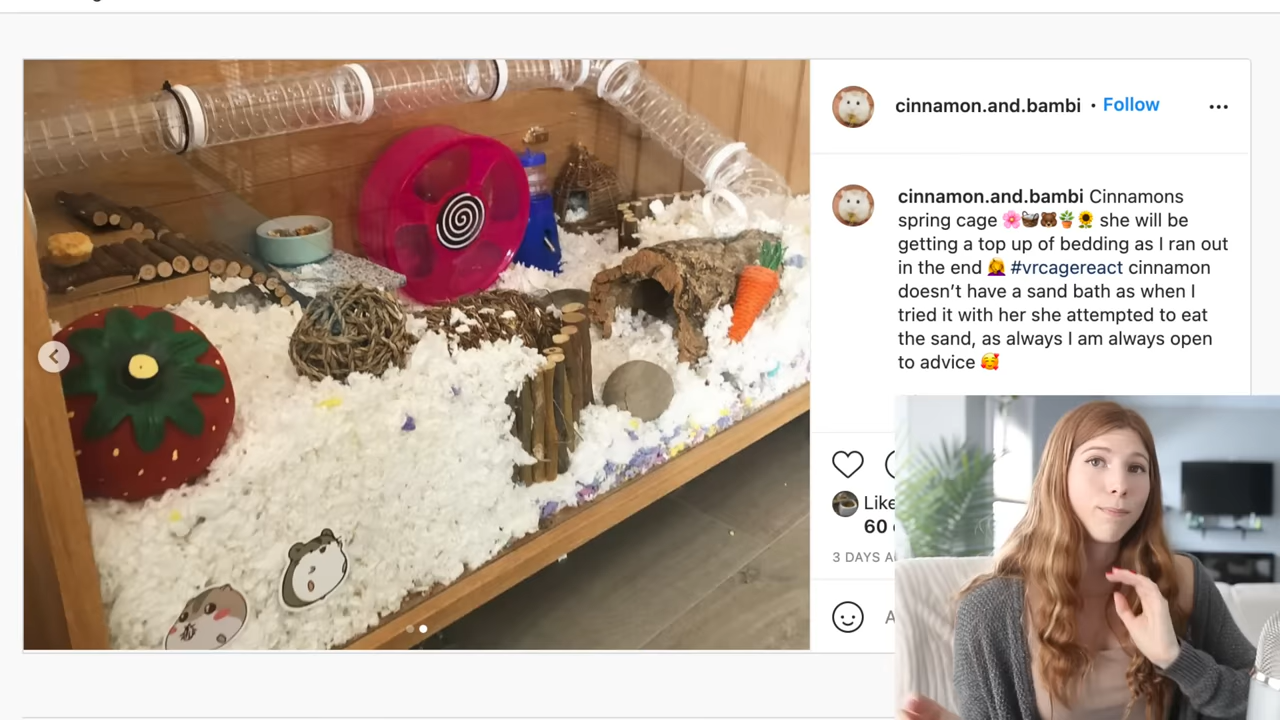 cinnamon.and.bambi • Follow
cinnamon.and.bambi Cinnamons
spring cage 🌸🧺🐻🪴🌻 she will be
getting a top up of bedding as I ran out
in the end 🤦‍♀️ #vrcagereact cinnamon
doesn’t have a sand bath as when I
tried it with her she attempted to eat
the sand, as always I am always open
to advice 🥰
Like
60
3 DAYS A
A